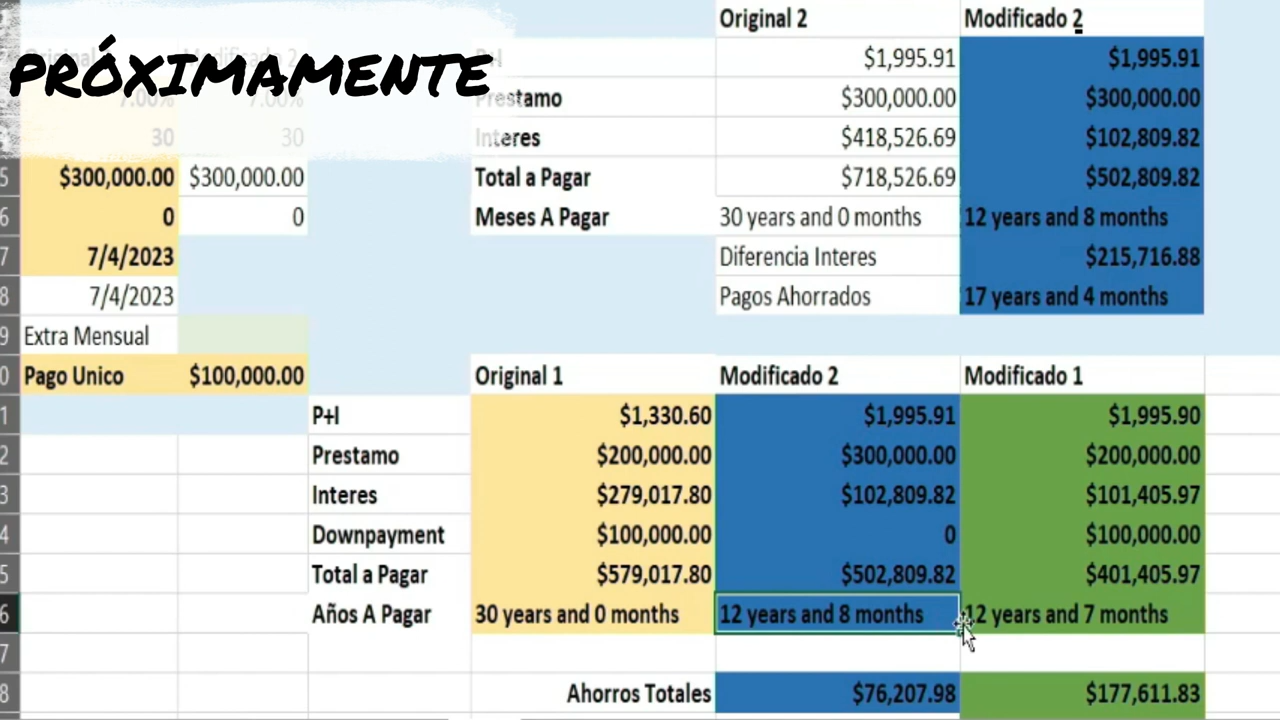 Original 2 Modificado 2
PRÓXIMAMENTE
Original Modificado 2 P+I $1,995.91 $1,995.91
7.00% 7.00% Prestamo $300,000.00 $300,000.00
30 30 Interes $418,526.69 $102,809.82
5 $300,000.00 $300,000.00 Total a Pagar $718,526.69 $502,809.82
6 0 0 Meses A Pagar 30 years and 0 months 12 years and 8 months
7 7/4/2023 Diferencia Interes $215,716.88
8 7/4/2023 Pagos Ahorrados 17 years and 4 months
9 Extra Mensual
0 Pago Unico $100,000.00 Original 1 Modificado 2 Modificado 1
1 P+I $1,330.60 $1,995.91 $1,995.90
2 Prestamo $200,000.00 $300,000.00 $200,000.00
3 Interes $279,017.80 $102,809.82 $101,405.97
4 Downpayment $100,000.00 0 $100,000.00
5 Total a Pagar $579,017.80 $502,809.82 $401,405.97
6 Años A Pagar 30 years and 0 months 12 years and 8 months 12 years and 7 months
7
8 Ahorros Totales $76,207.98 $177,611.83